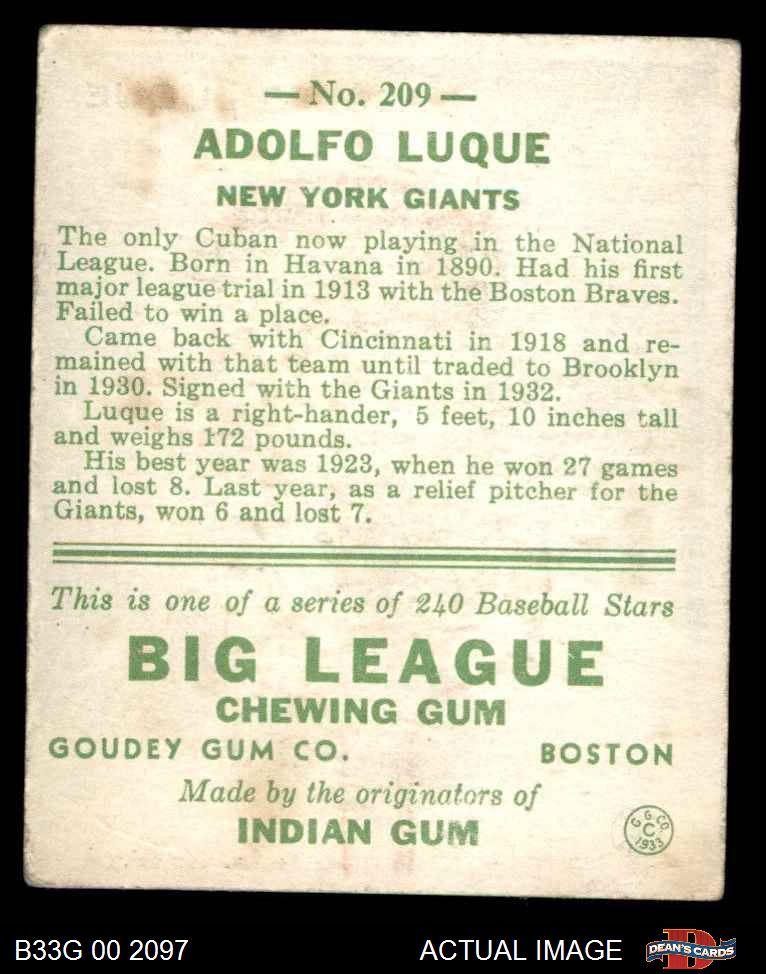 — No. 209 —
ADOLFO LUQUE
NEW YORK GIANTS
The only Cuban now playing in the National
League. Born in Havana in 1890. Had his first
major league trial in 1913 with the Boston Braves.
Failed to win a place.
Came back with Cincinnati in 1918 and re-
mained with that team until traded to Brooklyn
in 1930. Signed with the Giants in 1932.
Luque is a right-hander, 5 feet, 10 inches tall
and weighs 172 pounds.
His best year was 1923, when he won 27 games
and lost 8. Last year, as a relief pitcher for the
Giants, won 6 and lost 7.
This is one of a series of 240 Baseball Stars
BIG LEAGUE
CHEWING GUM
GOUDEY GUM CO. BOSTON
Made by the originators of
INDIAN GUM
G. G. CO.
C
1933
B33G 00 2097 ACTUAL IMAGE D DEAN'S CARDS